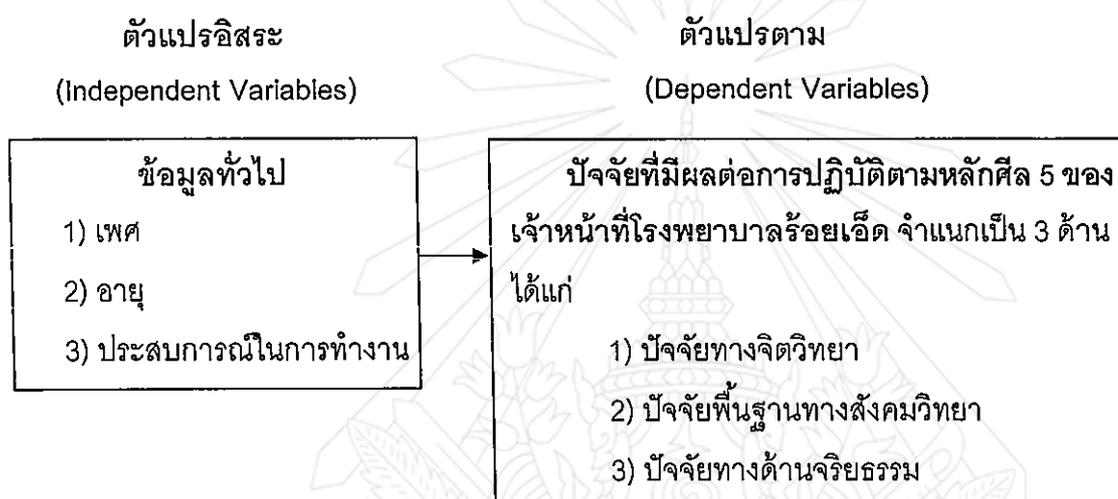 ตัวแปรอิสระ
(Independent Variables)
ข้อมูลทั่วไป
1) เพศ
2) อายุ
3) ประสบการณ์ในการทำงาน
ตัวแปรตาม
(Dependent Variables)
ปัจจัยที่มีผลต่อการปฏิบัติตามหลักศีล 5 ของ
เจ้าหน้าที่โรงพยาบาลร้อยเอ็ด จำแนกเป็น 3 ด้าน
ได้แก่
1) ปัจจัยทางจิตวิทยา
2) ปัจจัยพื้นฐานทางสังคมวิทยา
3) ปัจจัยทางด้านจริยธรรม